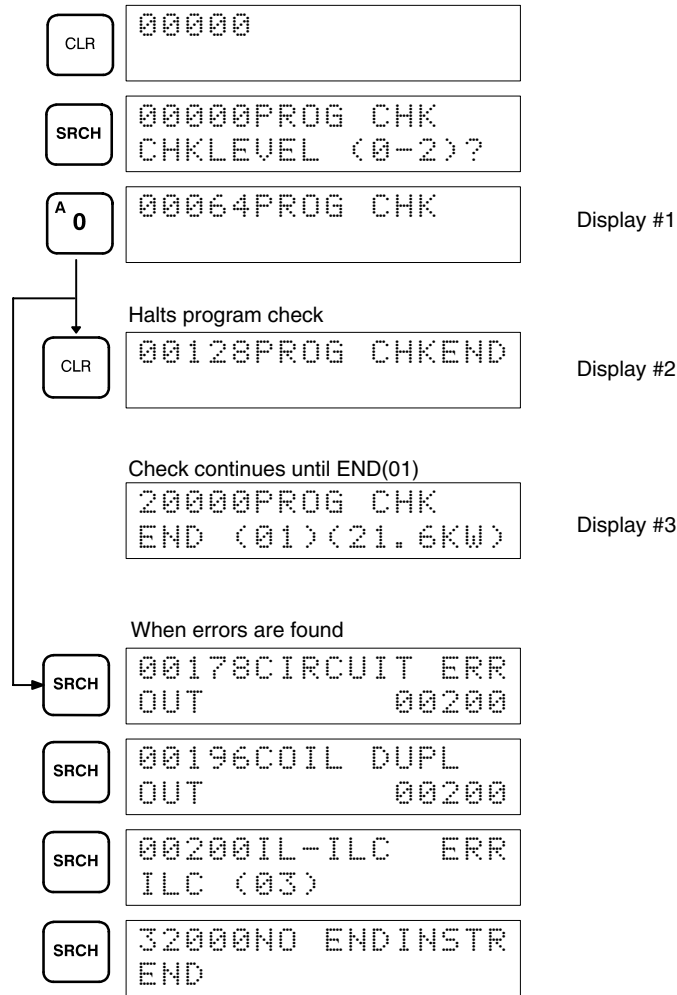 CLR
00000
SRCH
00000PROG CHK
CHKLEVEL (0-2)?
A
0
00064PROG CHK
Display #1
Halts program check
CLR
00128PROG CHKEND
Display #2
Check continues until END(01)
20000PROG CHK
END (01)(21.6KW)
Display #3
When errors are found
SRCH
00178CIRCUIT ERR
OUT 00200
SRCH
00196COIL DUPL
OUT 00200
SRCH
00200IL-ILC ERR
ILC (03)
SRCH
32000NO ENDINSTR
END